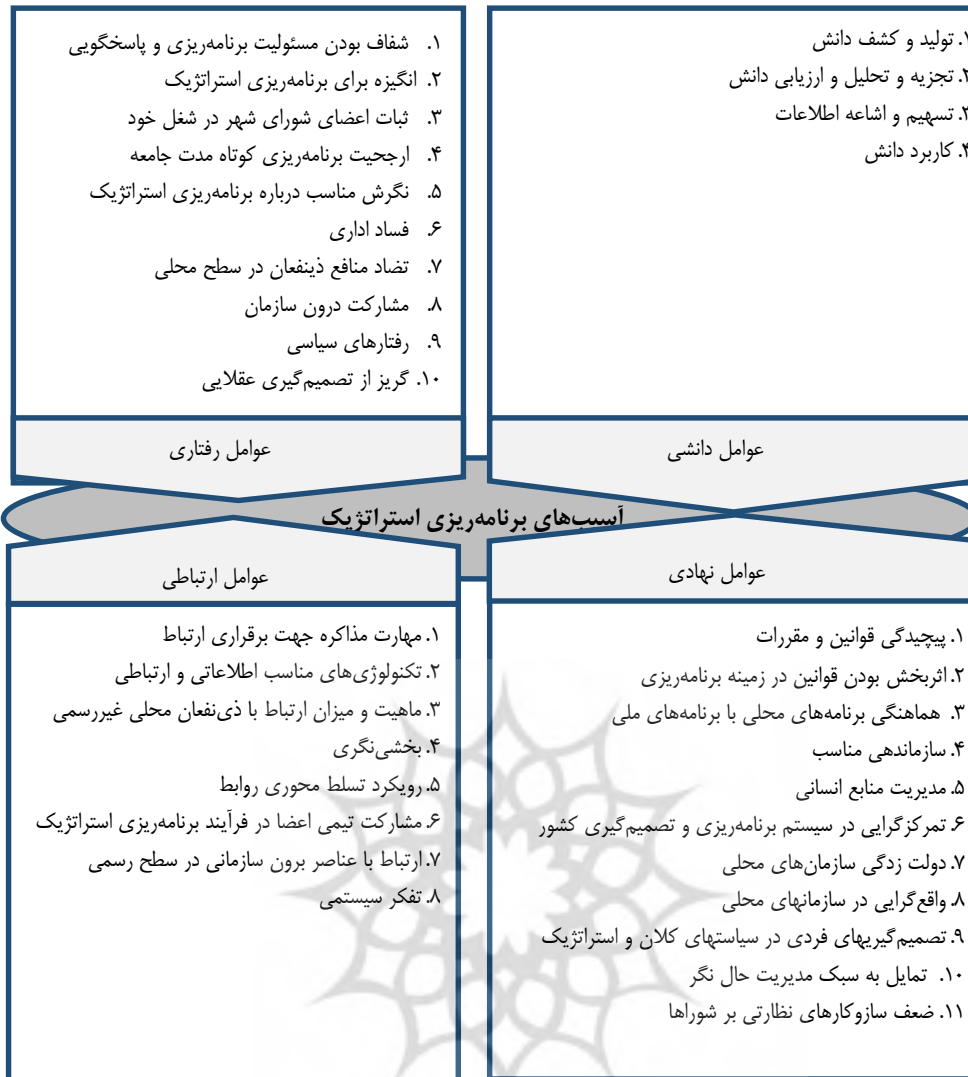 ۱. تولید و کشف دانش
۲. تجزیه و تحلیل و ارزیابی دانش
۳. تسهیم و اشاعه اطلاعات
۴. کاربرد دانش
عوامل دانشی
۱. شفاف بودن مسئولیت برنامه‌ریزی و پاسخگویی
۲. انگیزه برای برنامه‌ریزی استراتژیک
۳. ثبات اعضای شورای شهر در شغل خود
۴. ارجحیت برنامه‌ریزی کوتاه مدت جامعه
۵. نگرش مناسب درباره برنامه‌ریزی استراتژیک
۶. فساد اداری
۷. تضاد منافع ذینفعان در سطح محلی
۸. مشارکت درون سازمان
۹. رفتارهای سیاسی
۱۰. گریز از تصمیم‌گیری عقلایی
عوامل رفتاری
آسیب‌های برنامه‌ریزی استراتژیک
عوامل نهادی
۱. پیچیدگی قوانین و مقررات
۲. اثربخش بودن قوانین در زمینه برنامه‌ریزی
۳. هماهنگی برنامه‌های محلی با برنامه‌های ملی
۴. سازماندهی مناسب
۵. مدیریت منابع انسانی
۶. تمرکزگرایی در سیستم برنامه‌ریزی و تصمیم‌گیری کشور
۷. دولت زدگی سازمان‌های محلی
۸. واقع‌گرایی در سازمانهای محلی
۹. تصمیم‌گیریهای فردی در سیاستهای کلان و استراتژیک
۱۰. تمایل به سبک مدیریت حال نگر
۱۱. ضعف سازوکارهای نظارتی بر شوراها
عوامل ارتباطی
۱. مهارت مذاکره جهت برقراری ارتباط
۲. تکنولوژی‌های مناسب اطلاعاتی و ارتباطی
۳. ماهیت و میزان ارتباط با ذی‌نفعان محلی غیررسمی
۴. بخشی‌نگری
۵. رویکرد تسلط محوری روابط
۶. مشارکت تیمی اعضا در فرآیند برنامه‌ریزی استراتژیک
۷. ارتباط با عناصر برون سازمانی در سطح رسمی
۸. تفکر سیستمی